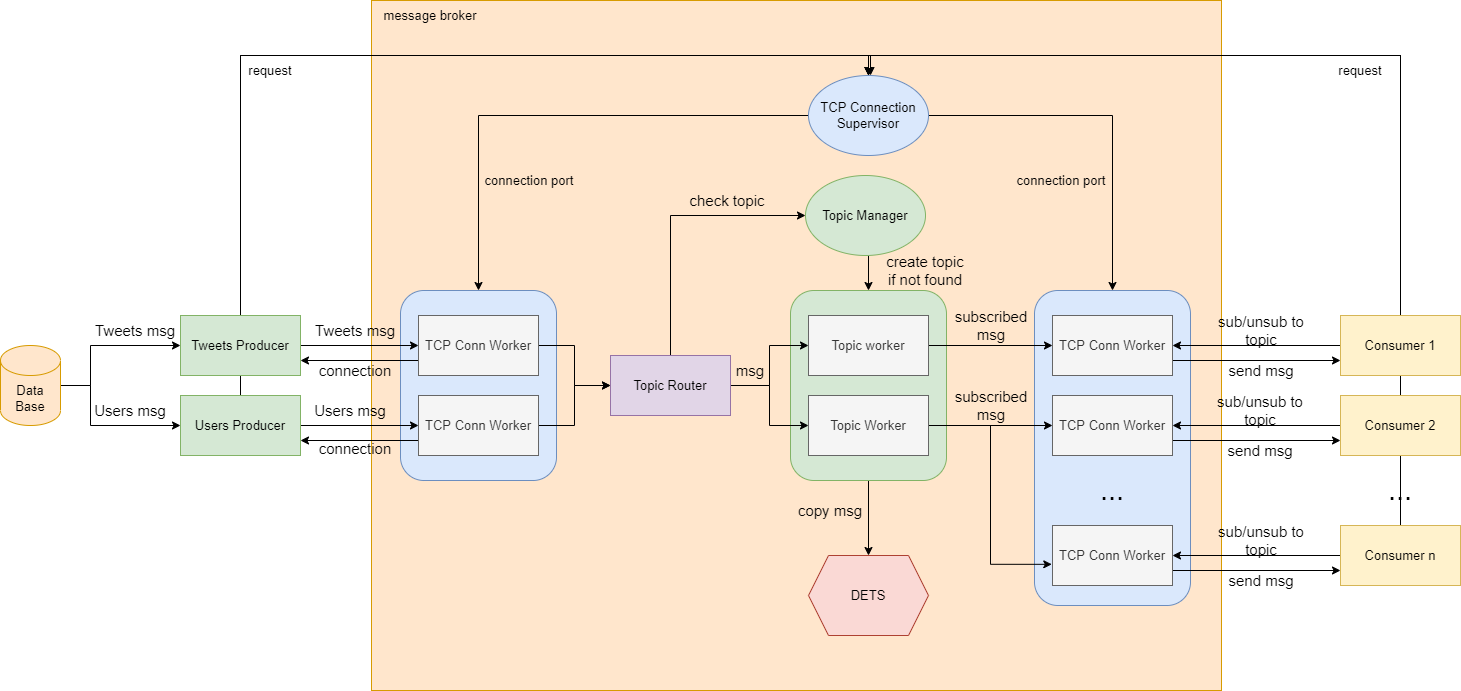 message broker
request
request
TCP Connection
Supervisor
connection port
connection port
check topic
Topic Manager
create topic
if not found
Data
Base
Tweets msg
Users msg
Tweets Producer
Users Producer
Tweets msg
connection
Users msg
connection
TCP Conn Worker
TCP Conn Worker
Topic Router
msg
Topic worker
Topic Worker
copy msg
DETS
subscribed
msg
subscribed
msg
TCP Conn Worker
TCP Conn Worker
...
TCP Conn Worker
sub/unsub to
topic
send msg
sub/unsub to
topic
send msg
sub/unsub to
topic
send msg
Consumer 1
Consumer 2
...
Consumer n